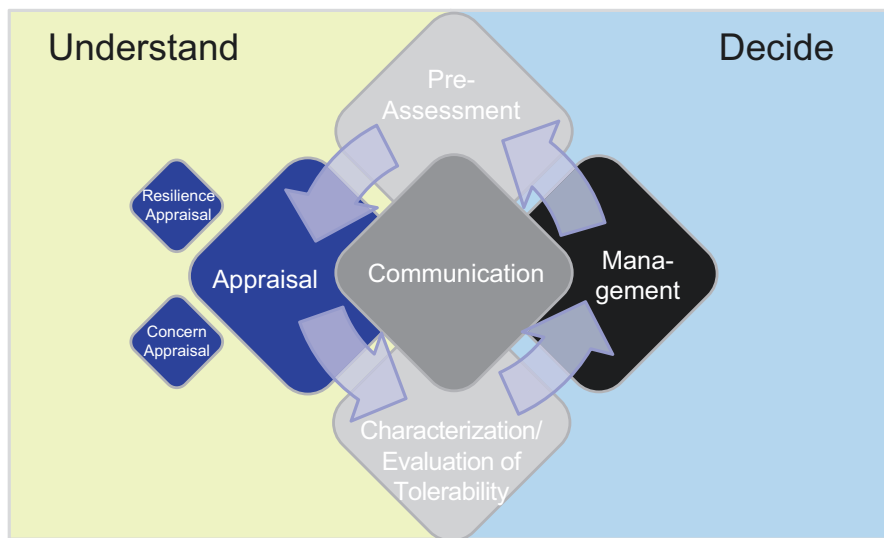 Understand
Decide
Pre-
Assessment
Resilience
Appraisal
Appraisal
Communication
Mana-
gement
Concern
Appraisal
Characterization/
Evaluation of
Tolerability